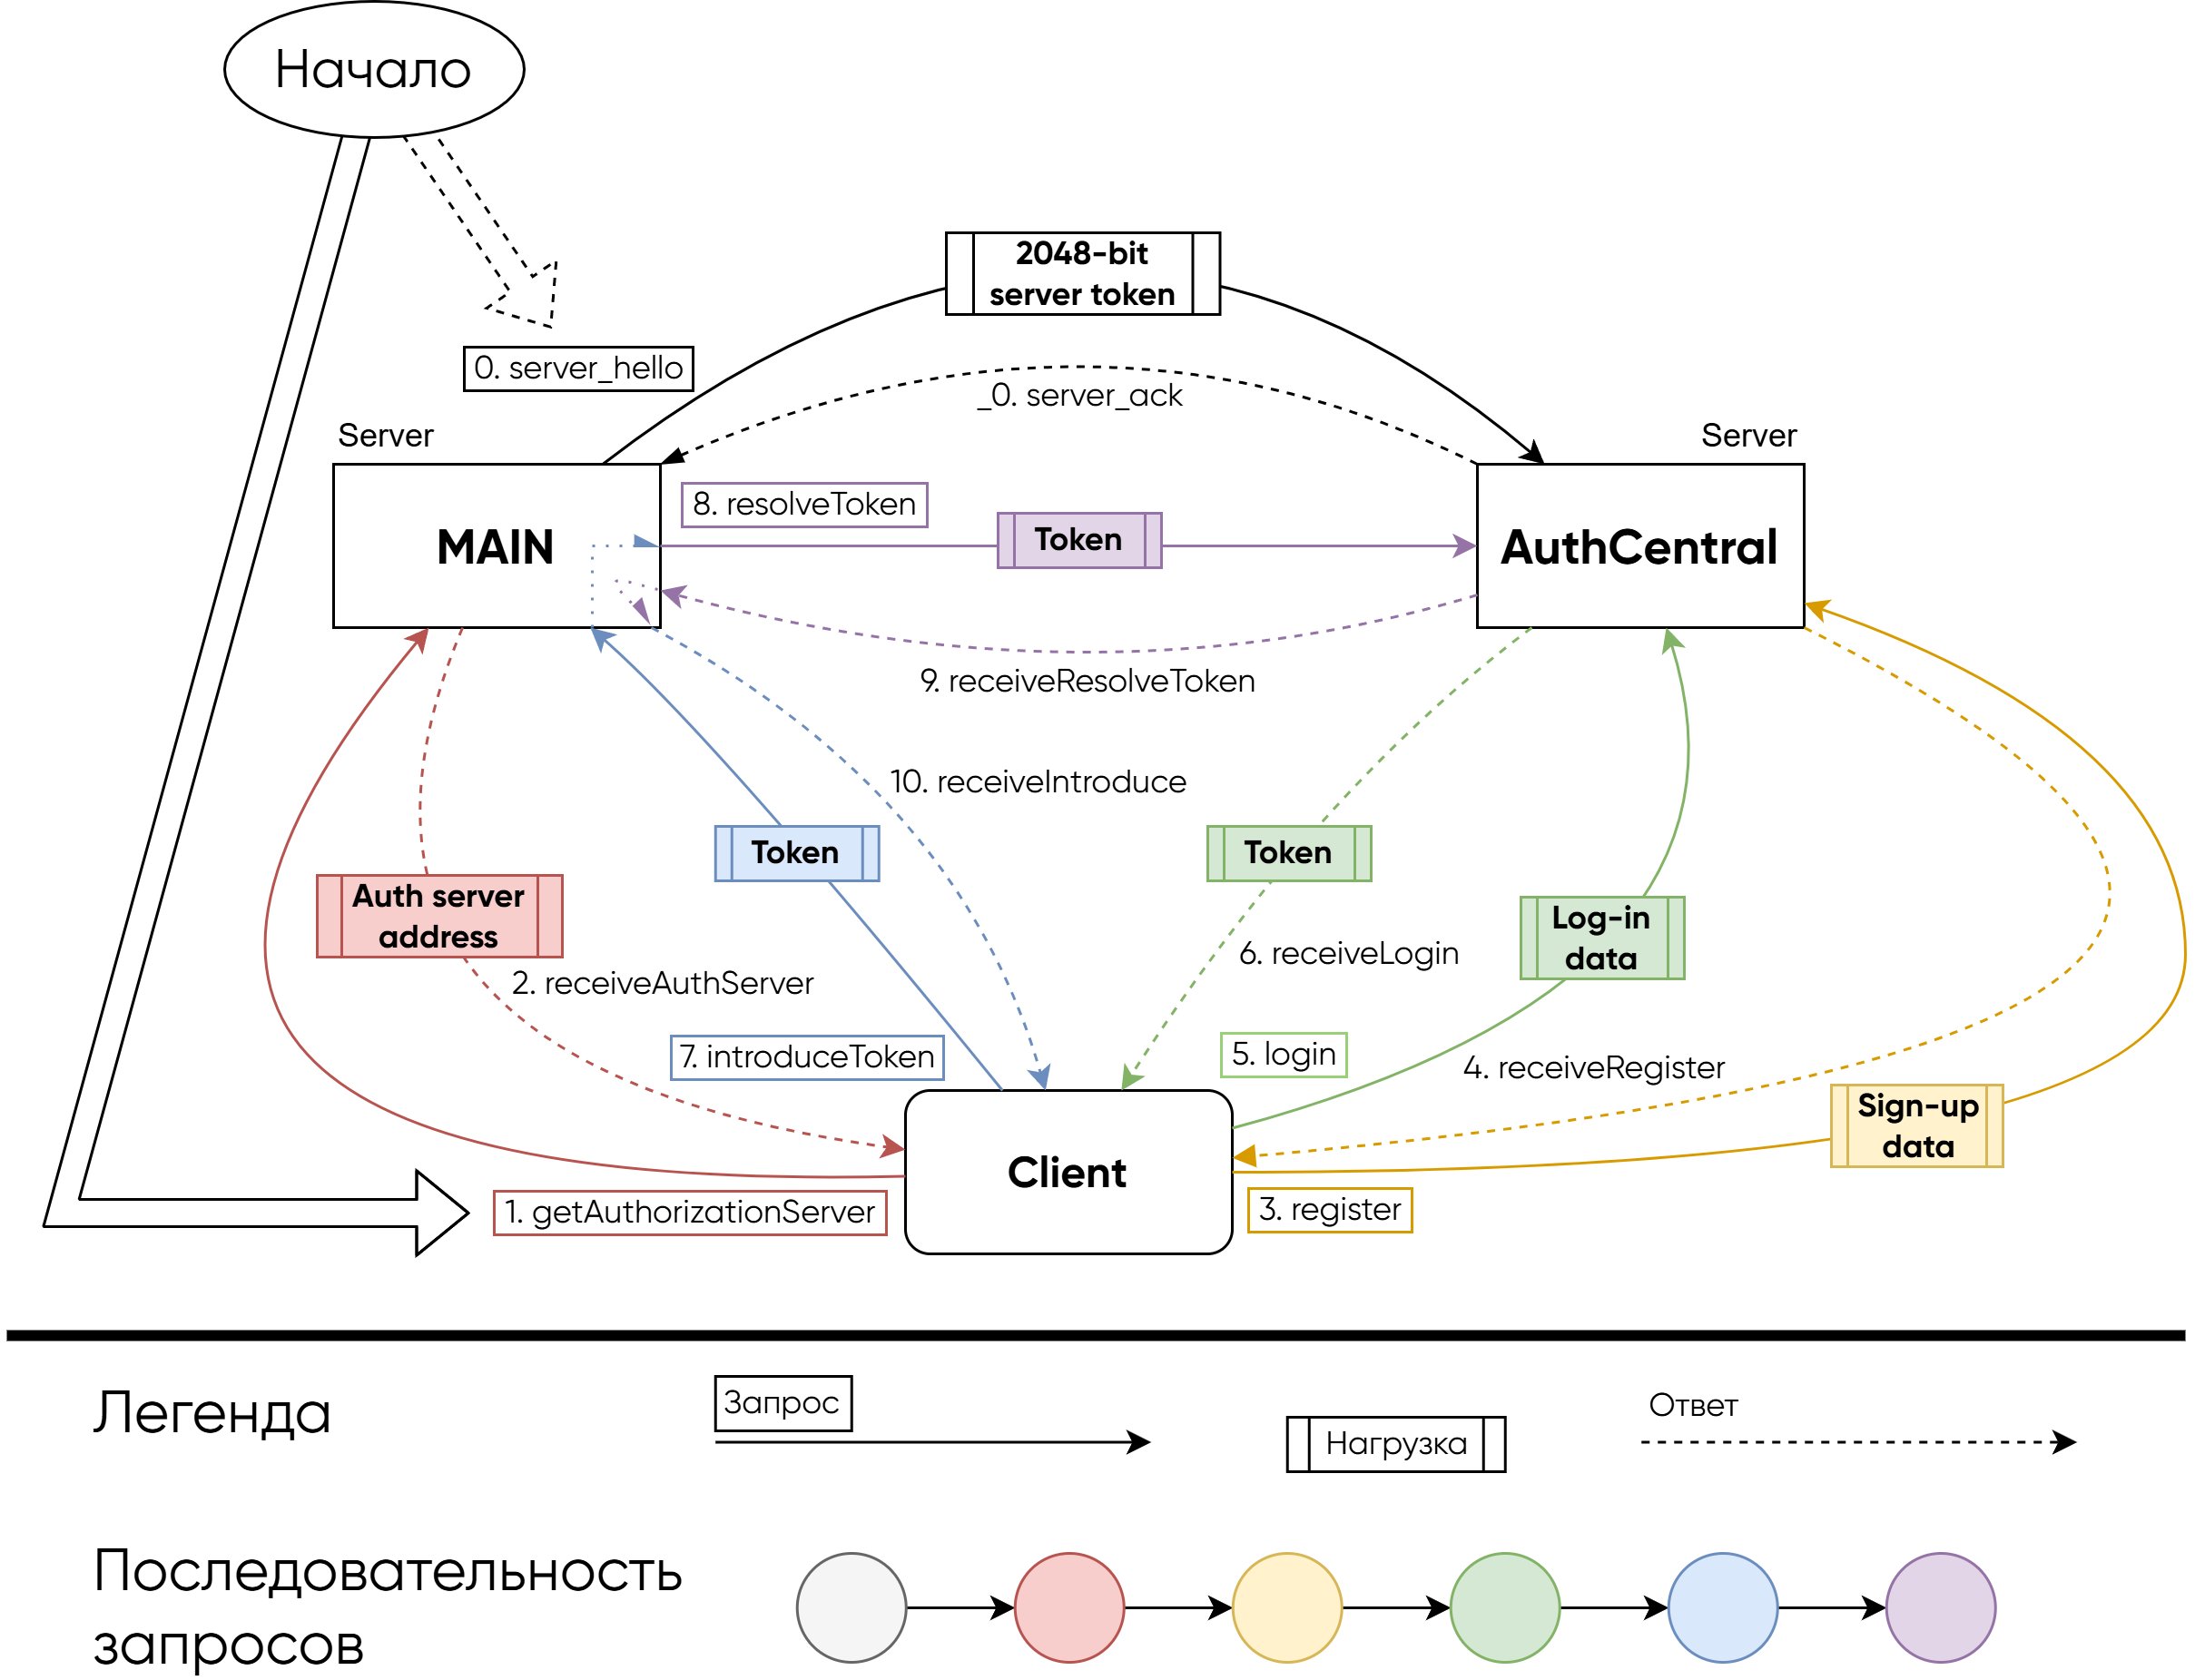 Начало
2048-bit
server token
0. server_hello
_0. server_ack
Server
Server
MAIN
8. resolveToken
Token
AuthCentral
9. receiveResolveToken
10. receiveIntroduce
Token
Token
Auth server
address
Log-in
data
6. receiveLogin
2. receiveAuthServer
7. introduceToken
5. login
4. receiveRegister
Sign-up
data
Client
1. getAuthorizationServer
3. register
Легенда
Запрос
Нагрузка
Ответ
Последовательность
запросов